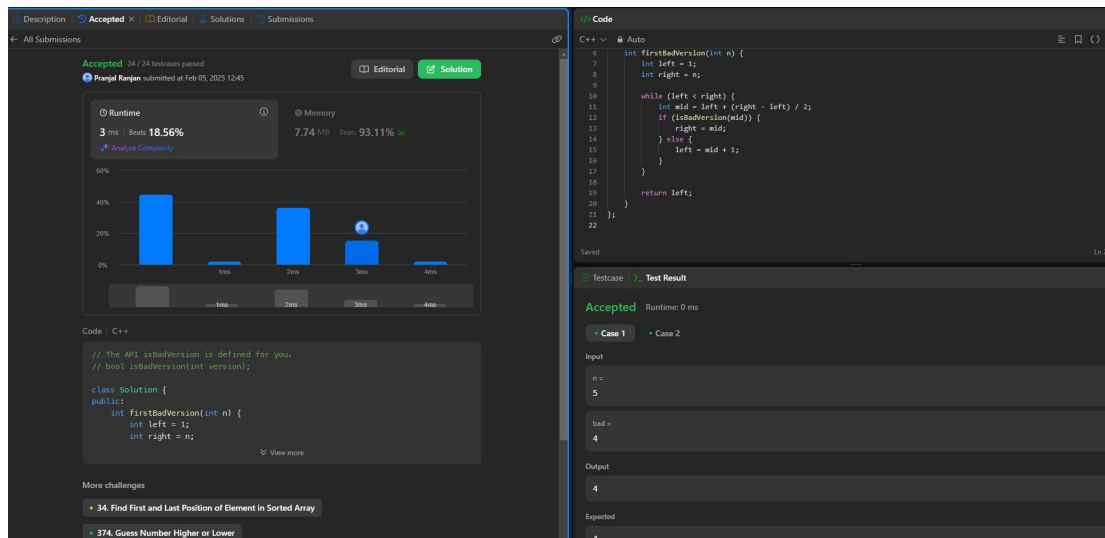 Description | Accepted × | Editorial | Solutions | Submissions
← All Submissions
Accepted 24 / 24 testcases passed
Pranjal Ranjan submitted at Feb 05, 2025 12:45
Editorial
Solution
Runtime
3 ms | Beats 18.56%
Analyze Complexity
Memory
7.74 MB | Beats 93.11%
60%
40%
20%
0%
1ms 2ms 3ms 4ms
1ms 2ms 3ms 4ms
Code | C++
// The API isBadVersion is defined for you.
// bool isBadVersion(int version);
class Solution {
public:
    int firstBadVersion(int n) {
        int left = 1;
        int right = n;
View more
More challenges
34. Find First and Last Position of Element in Sorted Array
374. Guess Number Higher or Lower
</> Code
C++ Auto
6     int firstBadVersion(int n) {
7         int left = 1;
8         int right = n;
9
10         while (left < right) {
11             int mid = left + (right - left) / 2;
12             if (isBadVersion(mid)) {
13                 right = mid;
14             } else {
15                 left = mid + 1;
16             }
17         }
18
19         return left;
20     }
21 };
22
Saved
Ln
Testcase | >_ Test Result
Accepted Runtime: 0 ms
• Case 1 • Case 2
Input
n =
5
bad =
4
Output
4
Expected